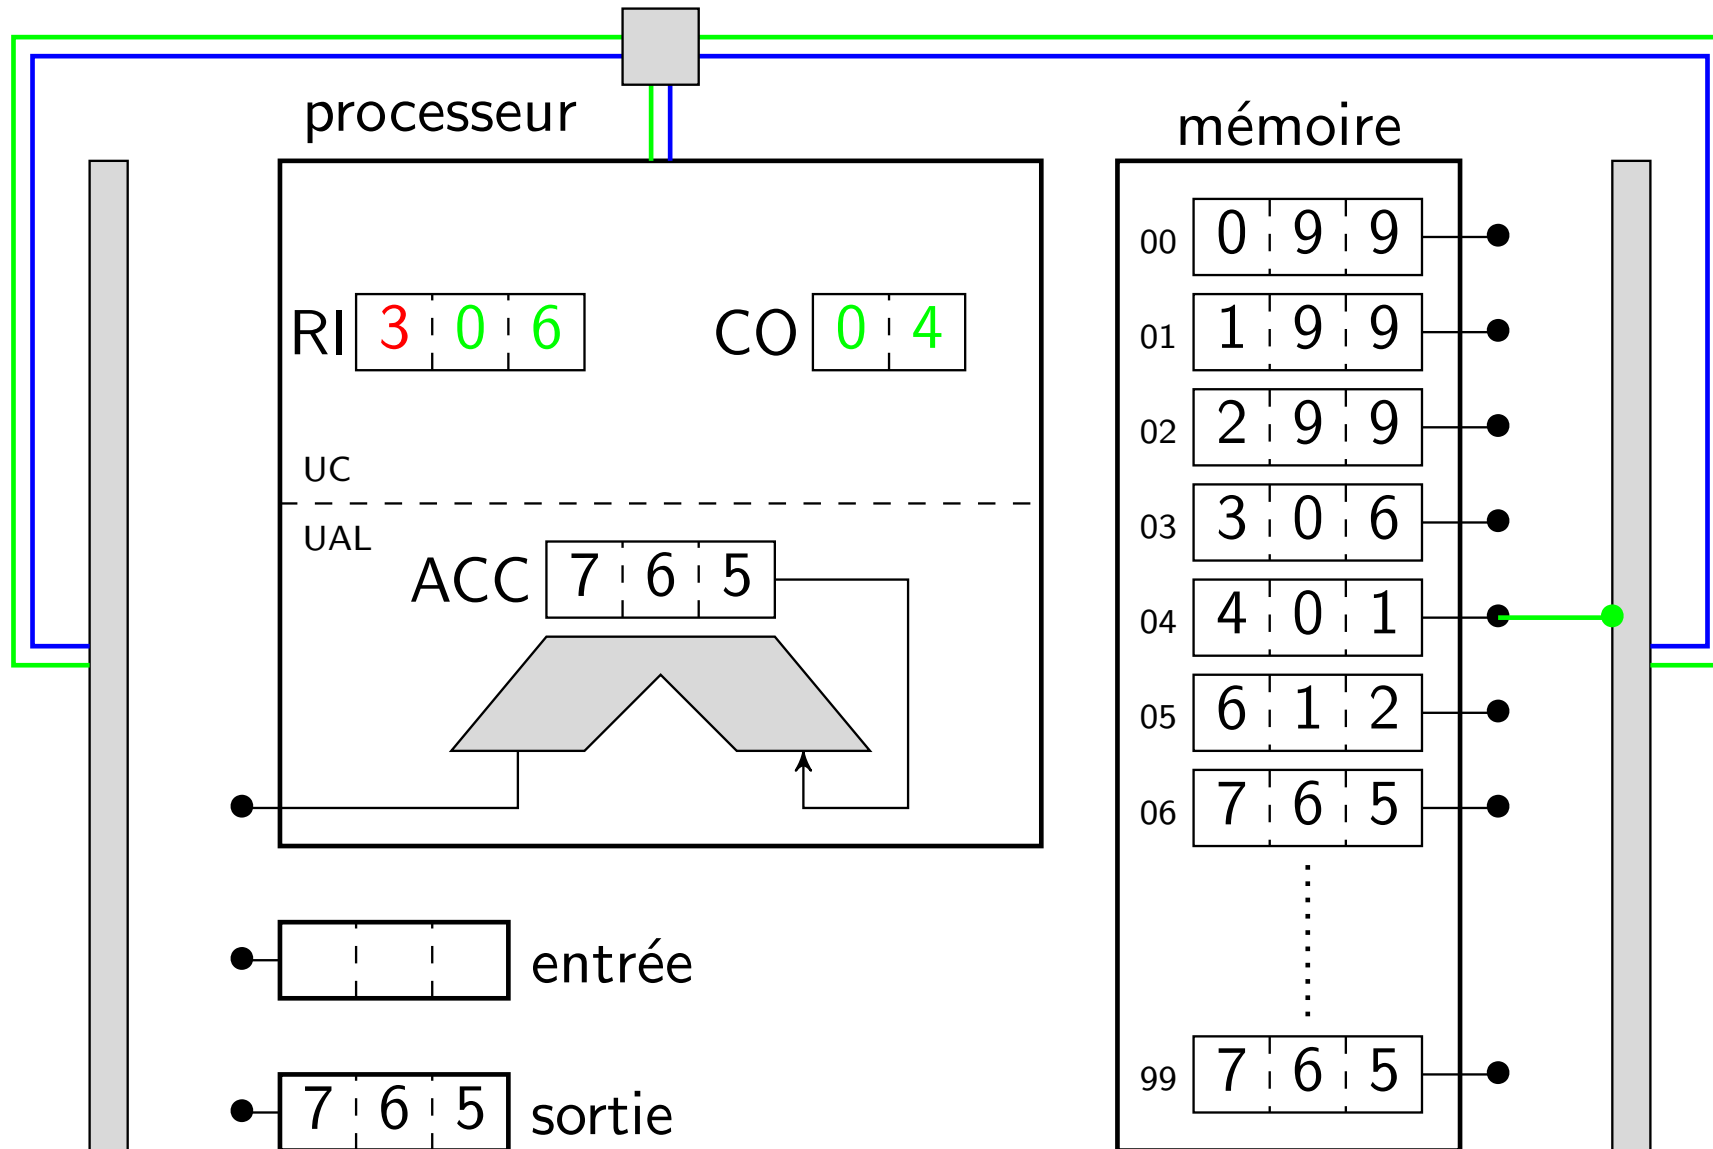 processeur
mémoire
00 0 9 9
RI 3 0 6 CO 0 4
01 1 9 9
02 2 9 9
UC
03 3 0 6
UAL
ACC 7 6 5
04 4 0 1
05 6 1 2
06 7 6 5
entrée
99 7 6 5
7 6 5 sortie